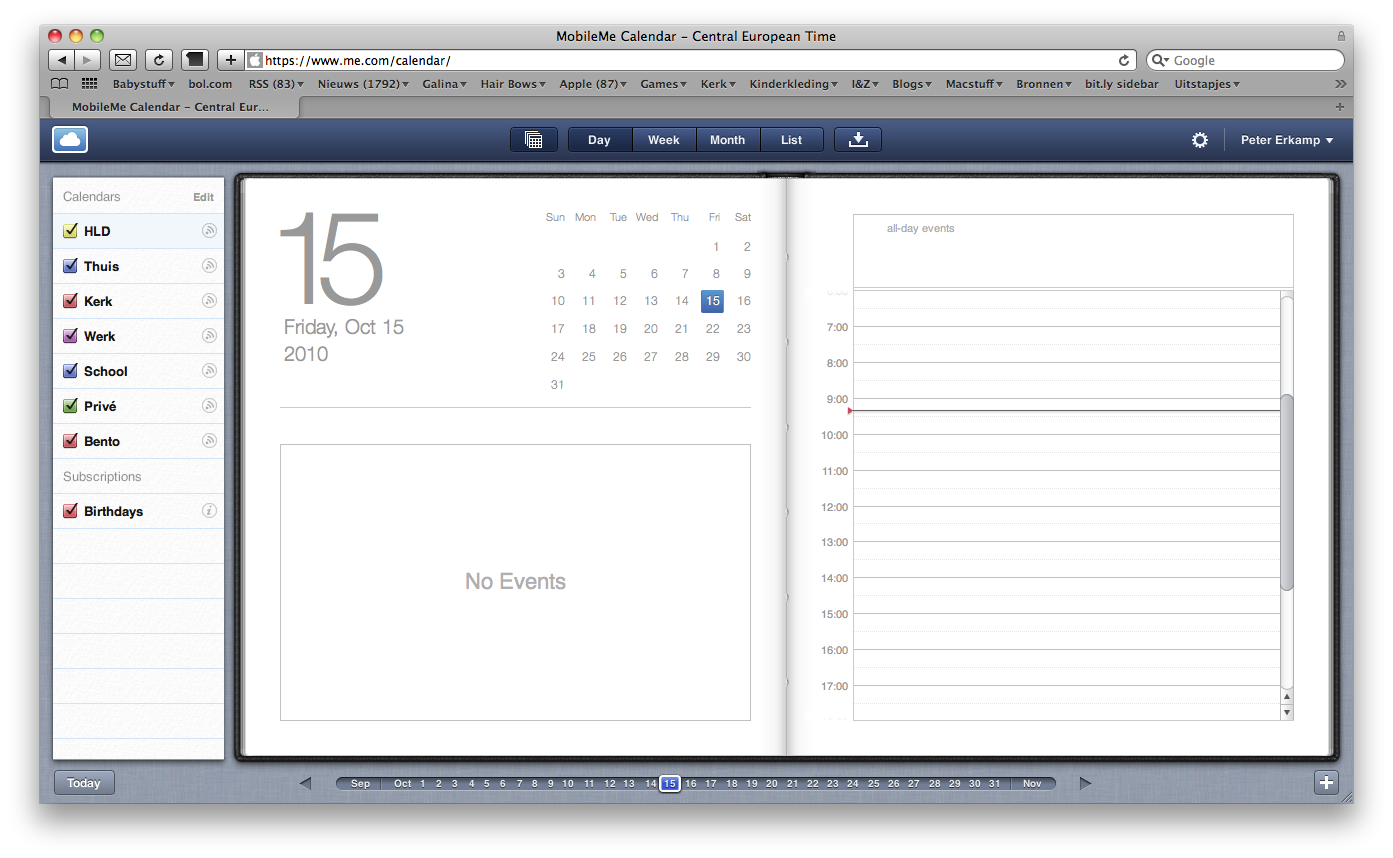 MobileMe Calendar – Central European Time
https://www.me.com/calendar/
Google
Babystuff bol.com RSS (83) Nieuws (1792) Galina Hair Bows Apple (87) Games Kerk Kinderkleding I&Z Blogs Macstuff Bronnen bit.ly sidebar Uitstapjes
MobileMe Calendar – Central Eur...
Day Week Month List
Peter Erkamp
Calendars Edit
HLD
Thuis
Kerk
Werk
School
Privé
Bento
Subscriptions
Birthdays
15
Friday, Oct 15
2010
Sun Mon Tue Wed Thu Fri Sat
1 2
3 4 5 6 7 8 9
10 11 12 13 14 15 16
17 18 19 20 21 22 23
24 25 26 27 28 29 30
31
No Events
all-day events
7:00
8:00
9:00
10:00
11:00
12:00
13:00
14:00
15:00
16:00
17:00
Today
Sep Oct 1 2 3 4 5 6 7 8 9 10 11 12 13 14 15 16 17 18 19 20 21 22 23 24 25 26 27 28 29 30 31 Nov